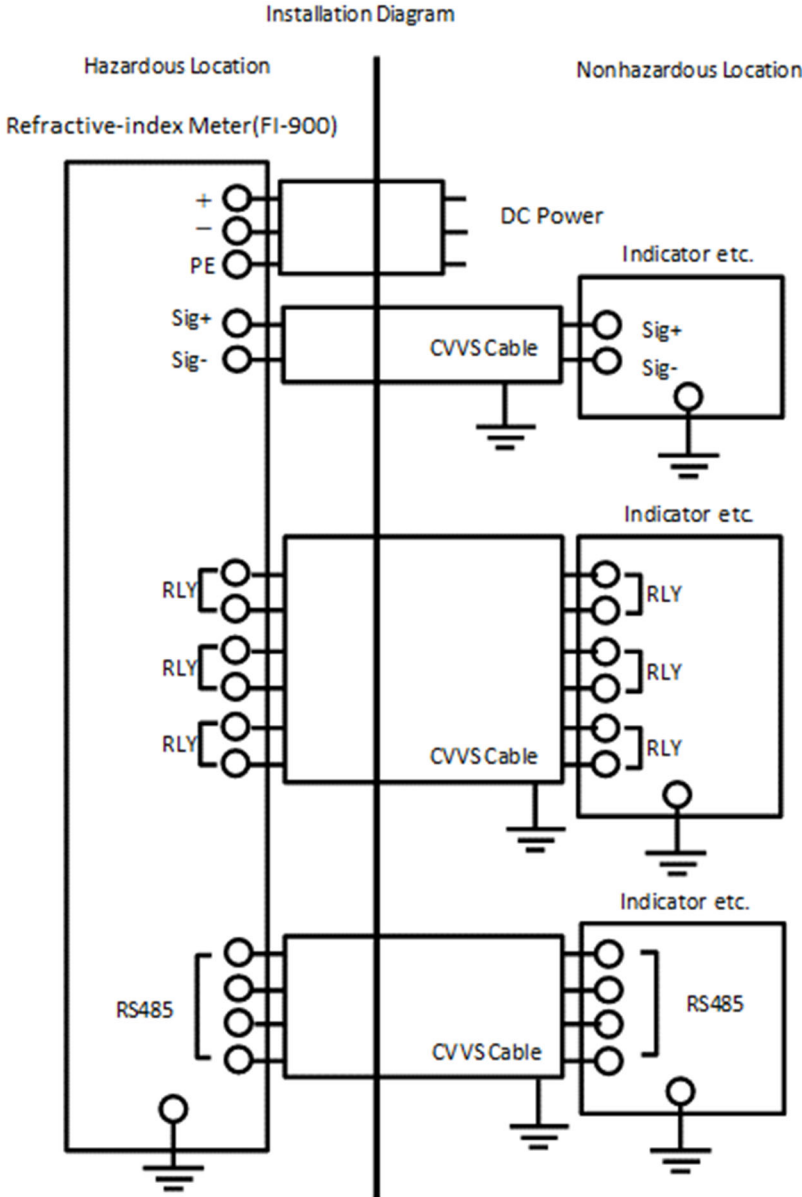 Installation Diagram
Hazardous Location
Nonhazardous Location
Refractive-index Meter(FI-900)
+
−
PE
DC Power
Sig+
Sig-
CVVS Cable
Indicator etc.
Sig+
Sig-
Indicator etc.
RLY
RLY
RLY
CVVS Cable
RLY
RLY
RLY
Indicator etc.
RS485
CVVS Cable
RS485